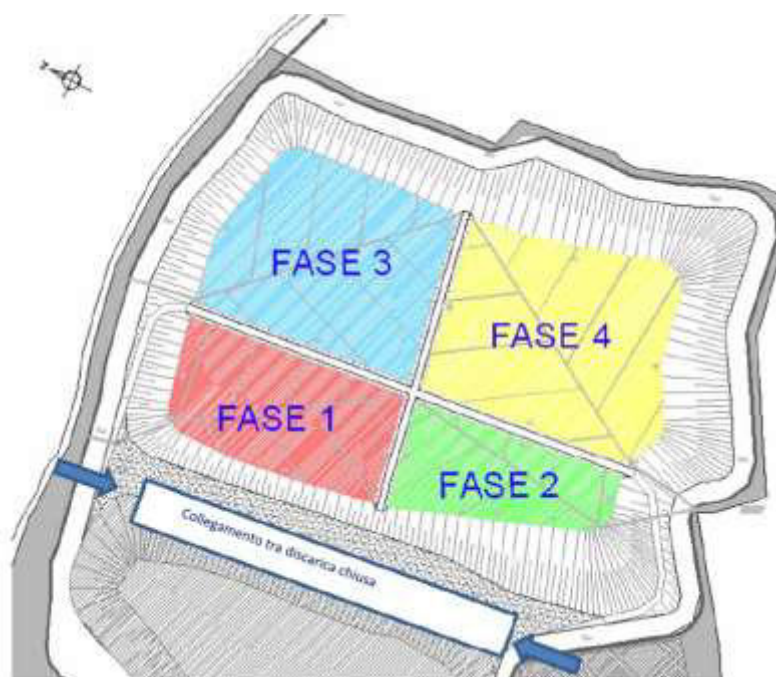 FASE 3
FASE 4
FASE 1
FASE 2
Collegamento tra discarica chiusa